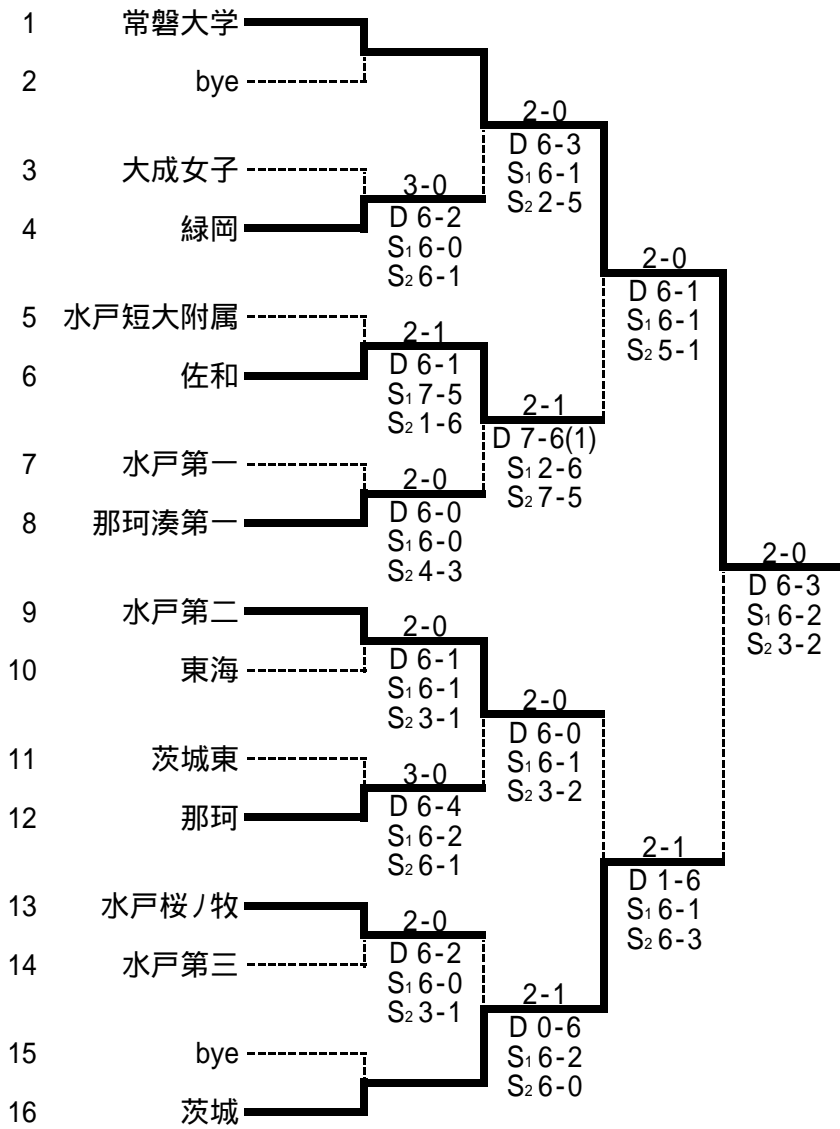 1 常磐大学
2 bye
2-0
D 6-3
S1 6-1
S2 2-5
3 大成女子
4 緑岡
3-0
D 6-2
S1 6-0
S2 6-1
2-0
D 6-1
S1 6-1
S2 5-1
5 水戸短大附属
6 佐和
2-1
D 6-1
S1 7-5
S2 1-6
2-1
D 7-6(1)
S1 2-6
S2 7-5
7 水戸第一
8 那珂湊第一
2-0
D 6-0
S1 6-0
S2 4-3
2-0
D 6-3
S1 6-2
S2 3-2
9 水戸第二
10 東海
2-0
D 6-1
S1 6-1
S2 3-1
2-0
D 6-0
S1 6-1
S2 3-2
11 茨城東
12 那珂
3-0
D 6-4
S1 6-2
S2 6-1
2-1
D 1-6
S1 6-1
S2 6-3
13 水戸桜ノ牧
14 水戸第三
2-0
D 6-2
S1 6-0
S2 3-1
2-1
D 0-6
S1 6-2
S2 6-0
15 bye
16 茨城